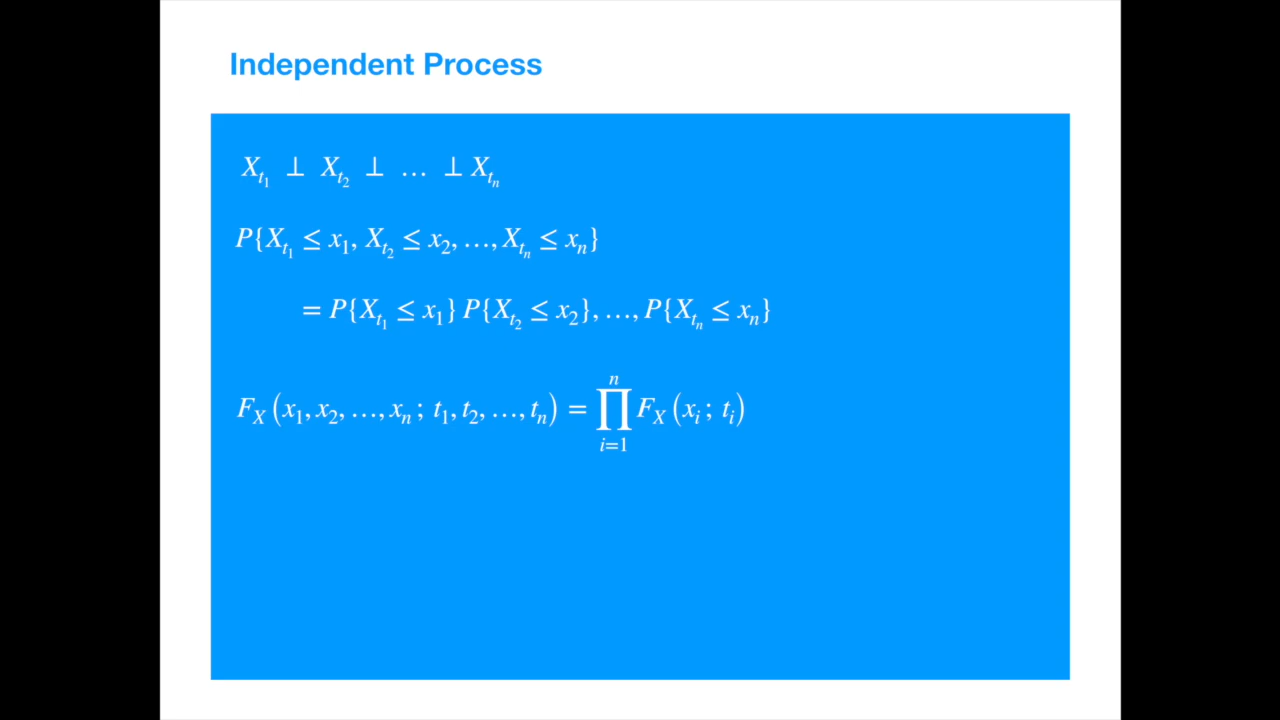 Independent Process
X_{t_1} ⊥ X_{t_2} ⊥ … ⊥ X_{t_n}
P{X_{t_1} ≤ x_1, X_{t_2} ≤ x_2, …, X_{t_n} ≤ x_n}
= P{X_{t_1} ≤ x_1} P{X_{t_2} ≤ x_2}, …, P{X_{t_n} ≤ x_n}
F_X (x_1, x_2, …, x_n ; t_1, t_2, …, t_n) = ∏_{i=1}^{n} F_X (x_i ; t_i)